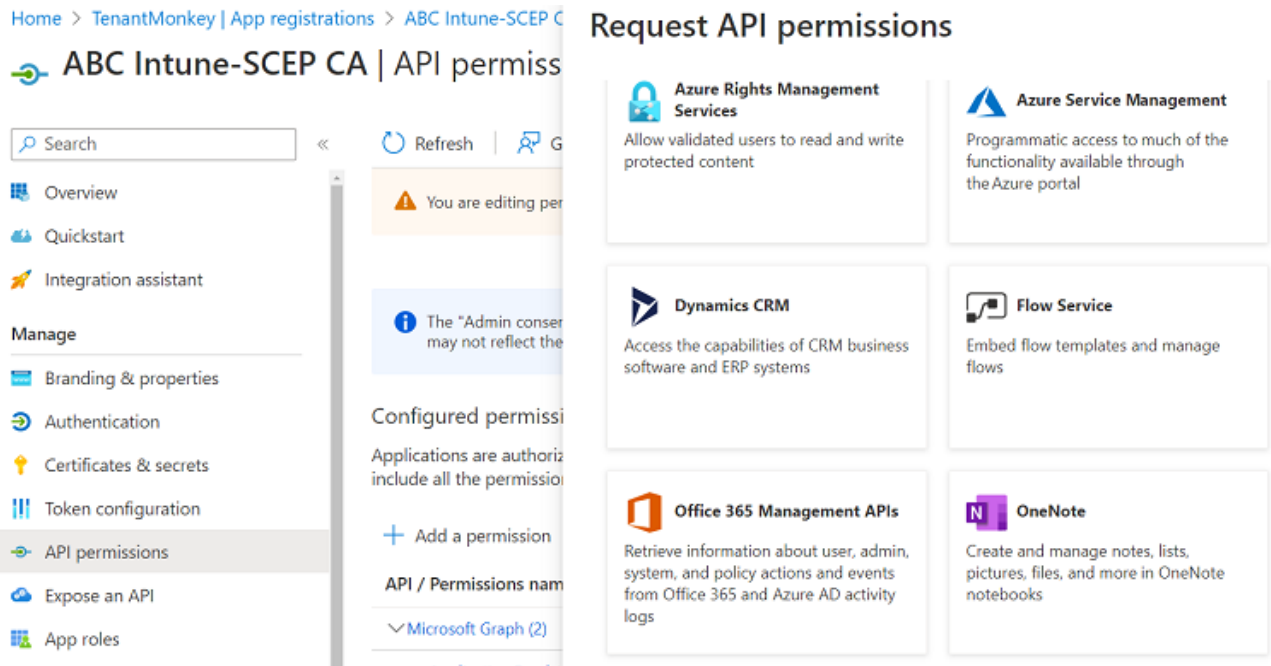 Home > TenantMonkey | App registrations > ABC Intune-SCEP C
ABC Intune-SCEP CA | API permiss
Search
«
Overview
Quickstart
Integration assistant
Manage
Branding & properties
Authentication
Certificates & secrets
Token configuration
API permissions
Expose an API
App roles
Refresh
G
You are editing per
The "Admin consen
may not reflect the
Configured permissi
Applications are authoriz
include all the permission
Add a permission
API / Permissions nam
Microsoft Graph (2)
Request API permissions
Azure Rights Management
Services
Allow validated users to read and write
protected content
Azure Service Management
Programmatic access to much of the
functionality available through
the Azure portal
Dynamics CRM
Access the capabilities of CRM business
software and ERP systems
Flow Service
Embed flow templates and manage
flows
Office 365 Management APIs
Retrieve information about user, admin,
system, and policy actions and events
from Office 365 and Azure AD activity
logs
N
OneNote
Create and manage notes, lists,
pictures, files, and more in OneNote
notebooks